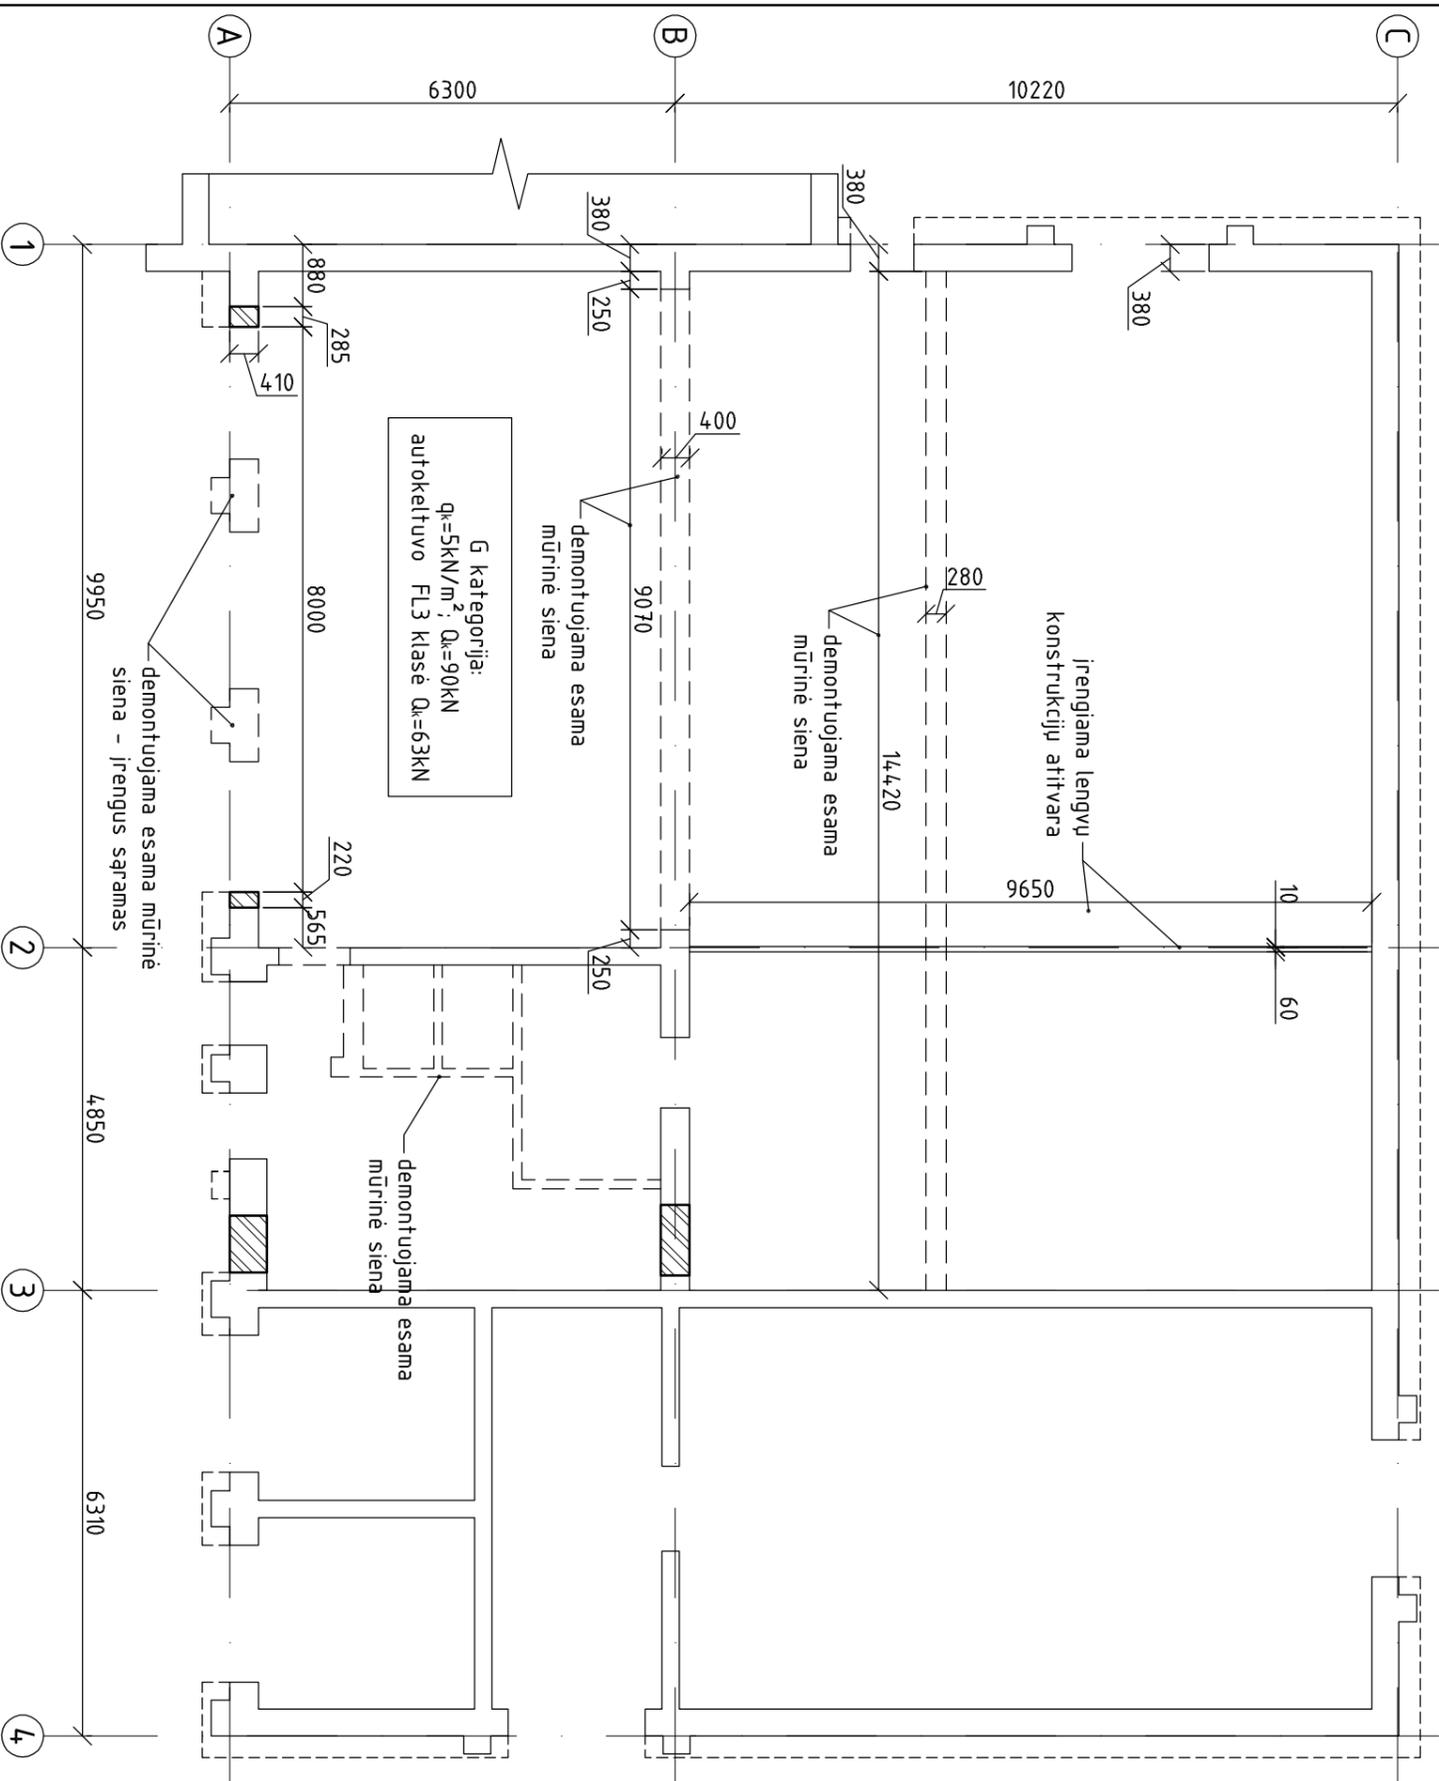 A
B
C
6300
10220
380
380
380
250
880
285
410
400
280
G kategorija:
qₖ=5kN/m²; Qₖ=90kN
autokeltuvo FL3 klasė Qₖ=63kN
demontuojama esama
mūrinė siena
9070
8000
demontuojama esama
mūrinė siena
14420
įrengiama lengvų
konstrukcijų atitvara
9650
10
60
220
565
250
demontuojama esama mūrinė
siena - įrengus sąramas
demontuojama esama
mūrinė siena
1
9950
2
4850
3
6310
4